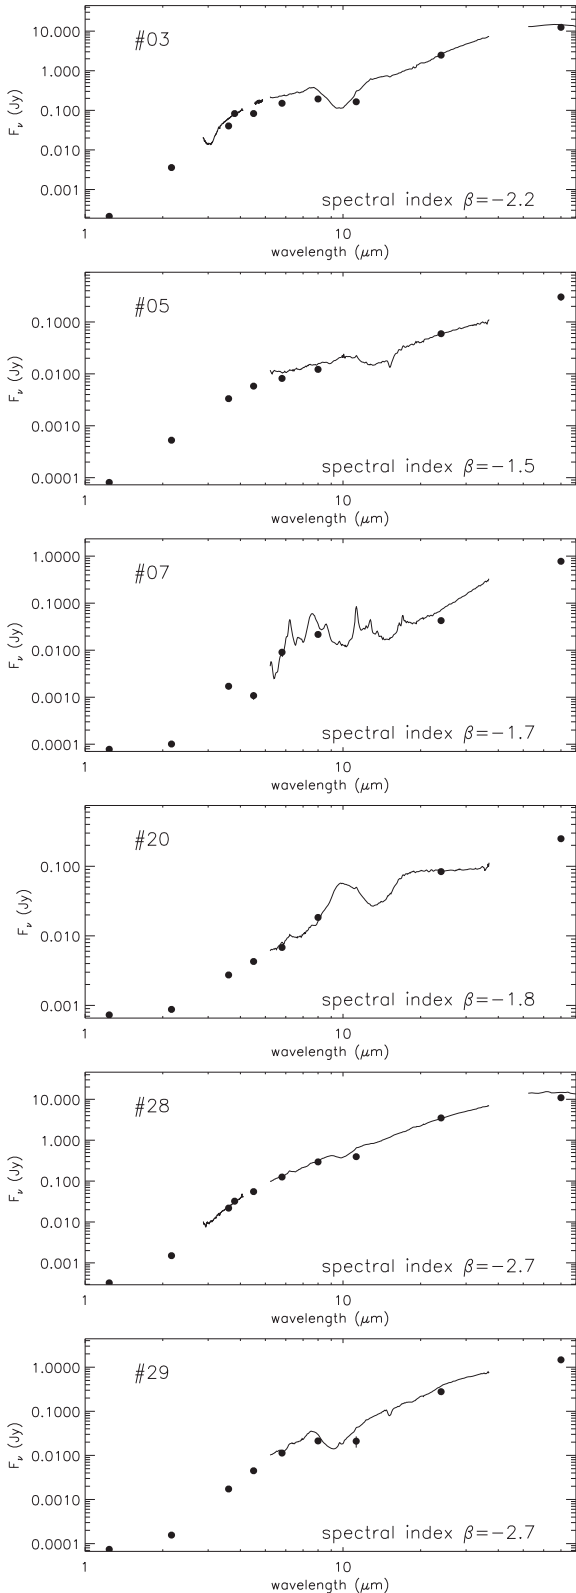 #03
10.000
1.000
0.100
0.010
0.001
Fν (Jy)
spectral index β=−2.2
1
10
wavelength (μm)
#05
0.1000
0.0100
0.0010
0.0001
Fν (Jy)
spectral index β=−1.5
1
10
wavelength (μm)
#07
1.0000
0.1000
0.0100
0.0010
0.0001
Fν (Jy)
spectral index β=−1.7
1
10
wavelength (μm)
#20
0.100
0.010
0.001
Fν (Jy)
spectral index β=−1.8
1
10
wavelength (μm)
#28
10.000
1.000
0.100
0.010
0.001
Fν (Jy)
spectral index β=−2.7
1
10
wavelength (μm)
#29
1.0000
0.1000
0.0100
0.0010
0.0001
Fν (Jy)
spectral index β=−2.7
1
10
wavelength (μm)